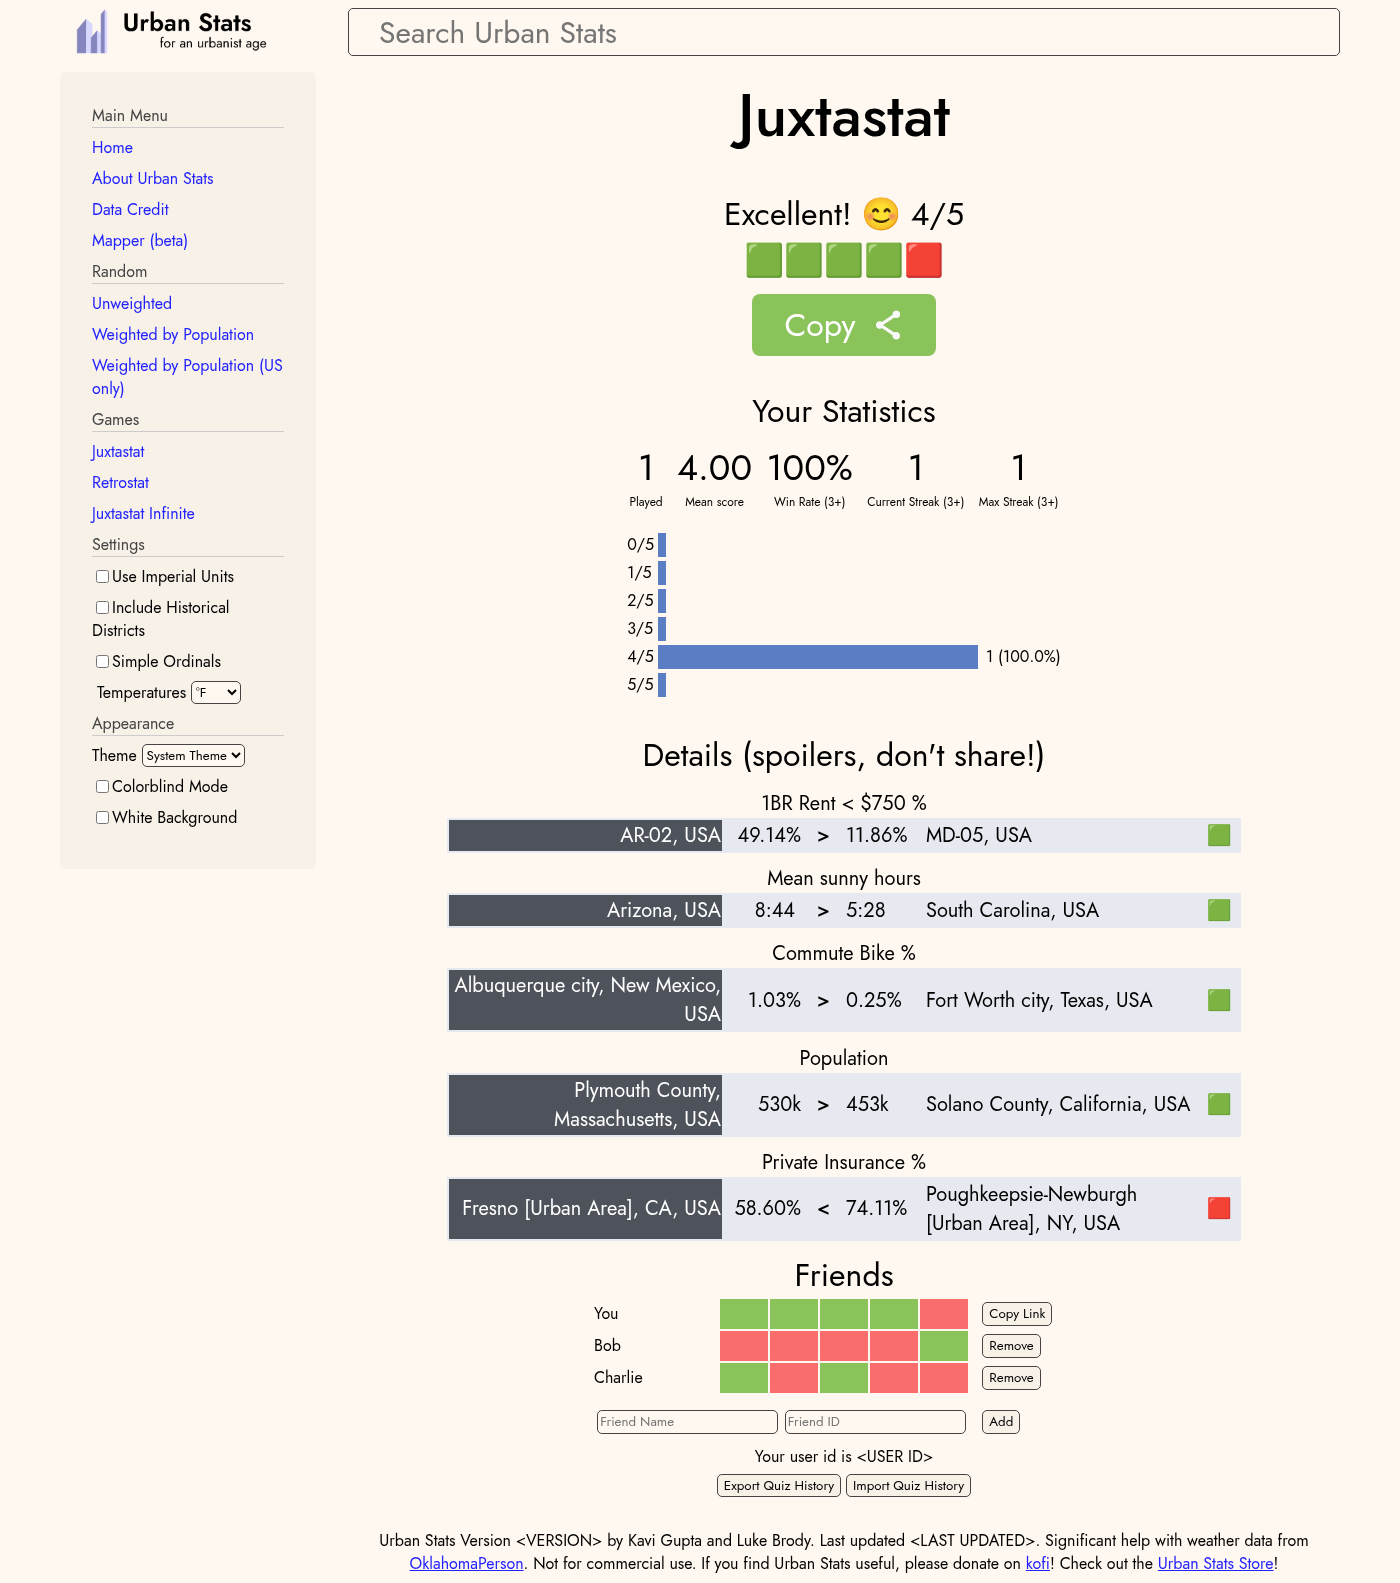 Urban Stats
for an urbanist age
Search Urban Stats
Main Menu
Home
About Urban Stats
Data Credit
Mapper (beta)
Random
Unweighted
Weighted by Population
Weighted by Population (US
only)
Games
Juxtastat
Retrostat
Juxtastat Infinite
Settings
Use Imperial Units
Include Historical
Districts
Simple Ordinals
Temperatures °F
Appearance
Theme System Theme
Colorblind Mode
White Background
Juxtastat
Excellent! 😊 4/5
🟩🟩🟩🟩🟥
Copy
Your Statistics
1 4.00 100% 1 1
Played Mean score Win Rate (3+) Current Streak (3+) Max Streak (3+)
0/5
1/5
2/5
3/5
4/5 1 (100.0%)
5/5
Details (spoilers, don't share!)
1BR Rent < $750 %
AR-02, USA 49.14% > 11.86% MD-05, USA 🟩
Mean sunny hours
Arizona, USA 8:44 > 5:28 South Carolina, USA 🟩
Commute Bike %
Albuquerque city, New Mexico,
USA 1.03% > 0.25% Fort Worth city, Texas, USA 🟩
Population
Plymouth County,
Massachusetts, USA 530k > 453k Solano County, California, USA 🟩
Private Insurance %
Fresno [Urban Area], CA, USA 58.60% < 74.11% Poughkeepsie-Newburgh
[Urban Area], NY, USA 🟥
Friends
You Copy Link
Bob Remove
Charlie Remove
Friend Name Friend ID Add
Your user id is <USER ID>
Export Quiz History Import Quiz History
Urban Stats Version <VERSION> by Kavi Gupta and Luke Brody. Last updated <LAST UPDATED>. Significant help with weather data from
OklahomaPerson. Not for commercial use. If you find Urban Stats useful, please donate on kofi! Check out the Urban Stats Store!